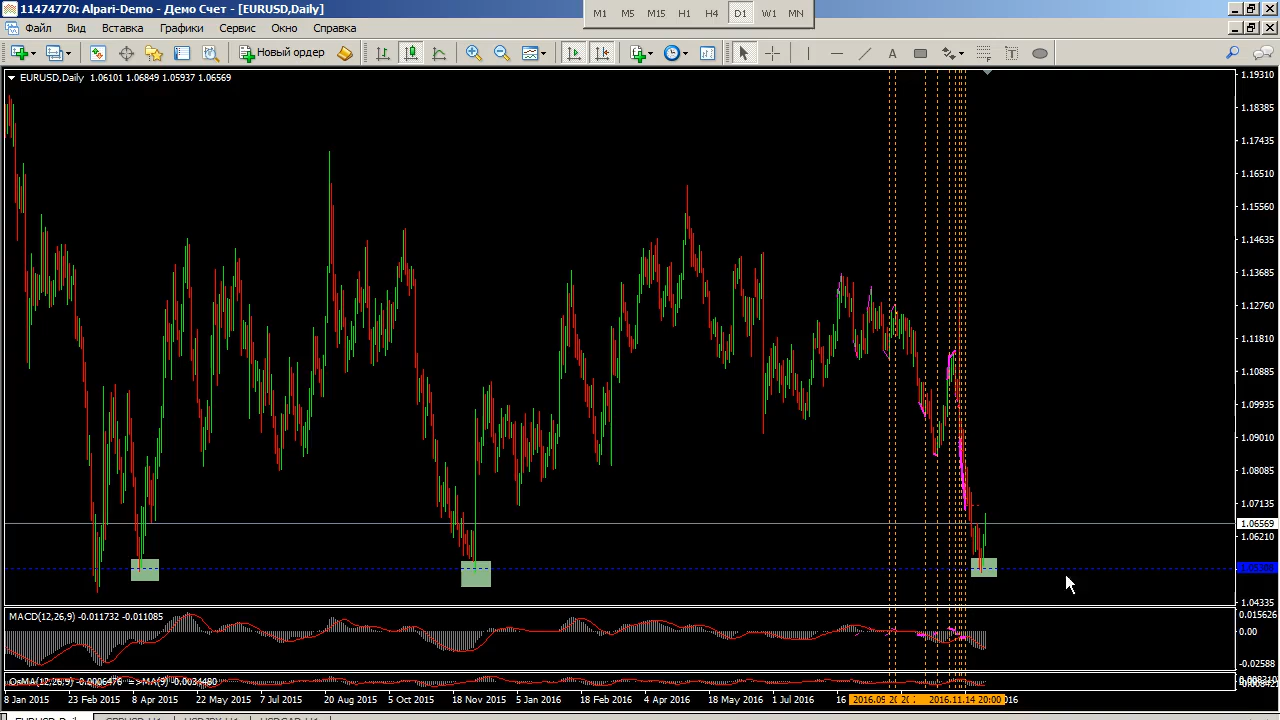 11474770: Alpari-Demo - Демо Счет - [EURUSD,Daily]
M1 M5 M15 H1 H4 D1 W1 MN
Файл Вид Вставка Графики Сервис Окно Справка
Новый ордер
EURUSD,Daily 1.06101 1.06849 1.05937 1.06569
1.19310
1.18385
1.17435
1.16510
1.15560
1.14635
1.13685
1.12760
1.11810
1.10885
1.09935
1.09010
1.08085
1.07135
1.06569
1.06210
1.05308
1.04335
MACD(12,26,9) -0.011732 -0.011085
0.015626
0.00
-0.02588
OsMA(12,26,9) -0.0006476 =>MA(9) -0.0034480
8 Jan 2015 23 Feb 2015 8 Apr 2015 22 May 2015 7 Jul 2015 20 Aug 2015 5 Oct 2015 18 Nov 2015 5 Jan 2016 18 Feb 2016 4 Apr 2016 18 May 2016 1 Jul 2016 16 2016.11.14 20:00 016